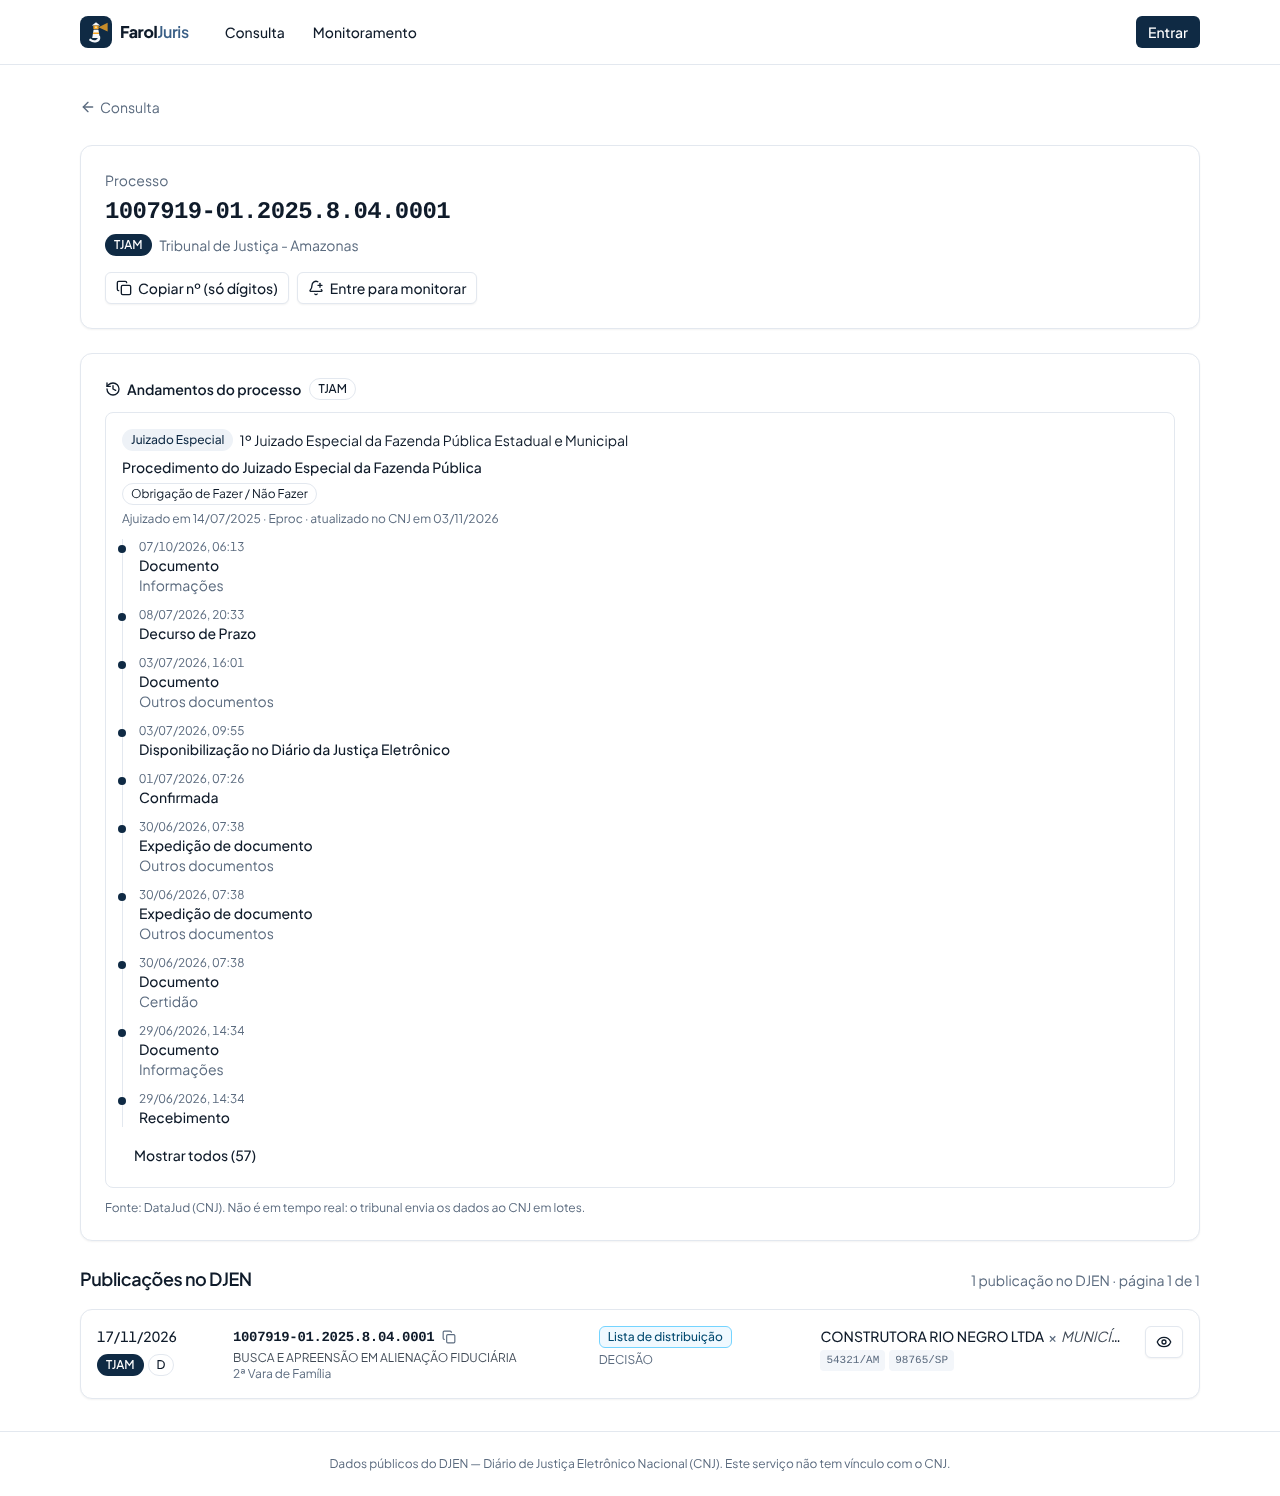 FarolJuris
Consulta
Monitoramento
Entrar
Consulta
Processo
1007919-01.2025.8.04.0001
TJAM Tribunal de Justiça - Amazonas
Copiar nº (só dígitos)
Entre para monitorar
Andamentos do processo TJAM
Juizado Especial 1º Juizado Especial da Fazenda Pública Estadual e Municipal
Procedimento do Juizado Especial da Fazenda Pública
Obrigação de Fazer / Não Fazer
Ajuizado em 14/07/2025 · Eproc · atualizado no CNJ em 03/11/2026
07/10/2026, 06:13
Documento
Informações
08/07/2026, 20:33
Decurso de Prazo
03/07/2026, 16:01
Documento
Outros documentos
03/07/2026, 09:55
Disponibilização no Diário da Justiça Eletrônico
01/07/2026, 07:26
Confirmada
30/06/2026, 07:38
Expedição de documento
Outros documentos
30/06/2026, 07:38
Expedição de documento
Outros documentos
30/06/2026, 07:38
Documento
Certidão
29/06/2026, 14:34
Documento
Informações
29/06/2026, 14:34
Recebimento
Mostrar todos (57)
Fonte: DataJud (CNJ). Não é em tempo real: o tribunal envia os dados ao CNJ em lotes.
Publicações no DJEN
1 publicação no DJEN · página 1 de 1
17/11/2026
TJAM D
1007919-01.2025.8.04.0001
BUSCA E APREENSÃO EM ALIENAÇÃO FIDUCIÁRIA
2ª Vara de Família
Lista de distribuição
DECISÃO
CONSTRUTORA RIO NEGRO LTDA × MUNICÍ…
54321/AM 98765/SP
Dados públicos do DJEN — Diário de Justiça Eletrônico Nacional (CNJ). Este serviço não tem vínculo com o CNJ.